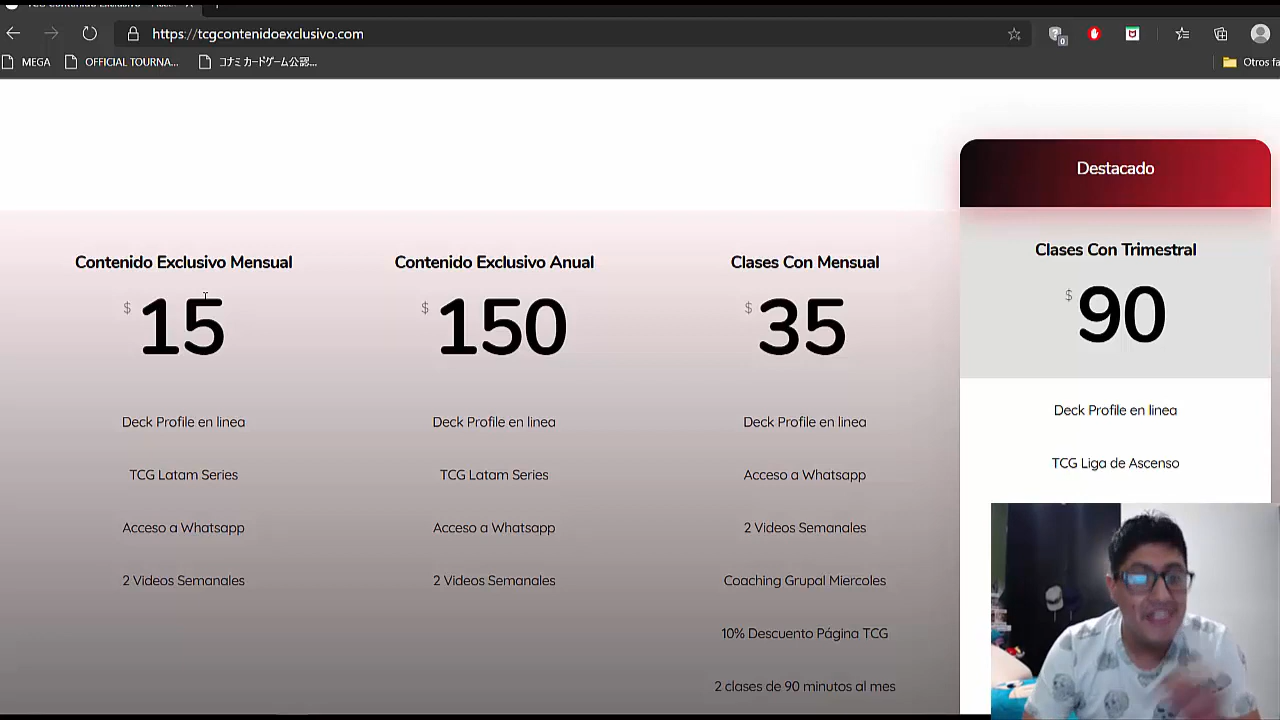 https://tcgcontenidoexclusivo.com
0
MEGA
OFFICIAL TOURNA...
コナミ カードゲーム公認...
Otros fa
Destacado
Contenido Exclusivo Mensual
$ 15
Deck Profile en linea
TCG Latam Series
Acceso a Whatsapp
2 Videos Semanales
Contenido Exclusivo Anual
$ 150
Deck Profile en linea
TCG Latam Series
Acceso a Whatsapp
2 Videos Semanales
Clases Con Mensual
$ 35
Deck Profile en linea
Acceso a Whatsapp
2 Videos Semanales
Coaching Grupal Miercoles
10% Descuento Página TCG
2 clases de 90 minutos al mes
Clases Con Trimestral
$ 90
Deck Profile en linea
TCG Liga de Ascenso